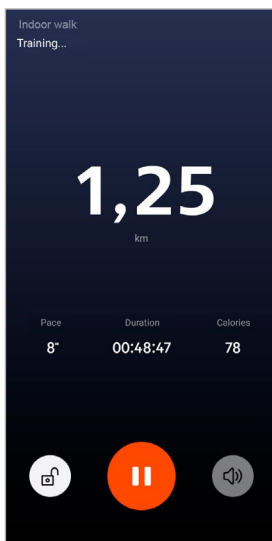 Indoor walk
Training...
1,25
km
Pace Duration Calories
8" 00:48:47 78